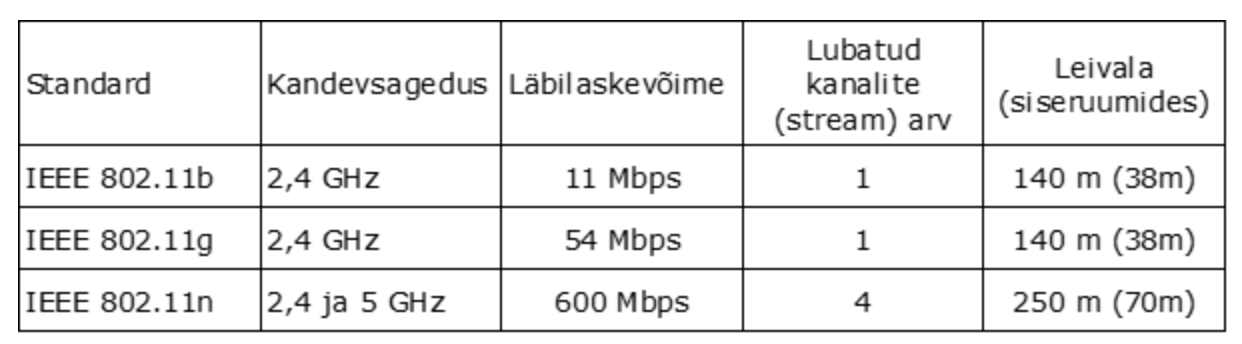 Standard
Kandevsagedus
Läbilaskevõime
Lubatud
kanalite
(stream) arv
Leivala
(siseruumides)
IEEE 802.11b
2,4 GHz
11 Mbps
1
140 m (38m)
IEEE 802.11g
2,4 GHz
54 Mbps
1
140 m (38m)
IEEE 802.11n
2,4 ja 5 GHz
600 Mbps
4
250 m (70m)